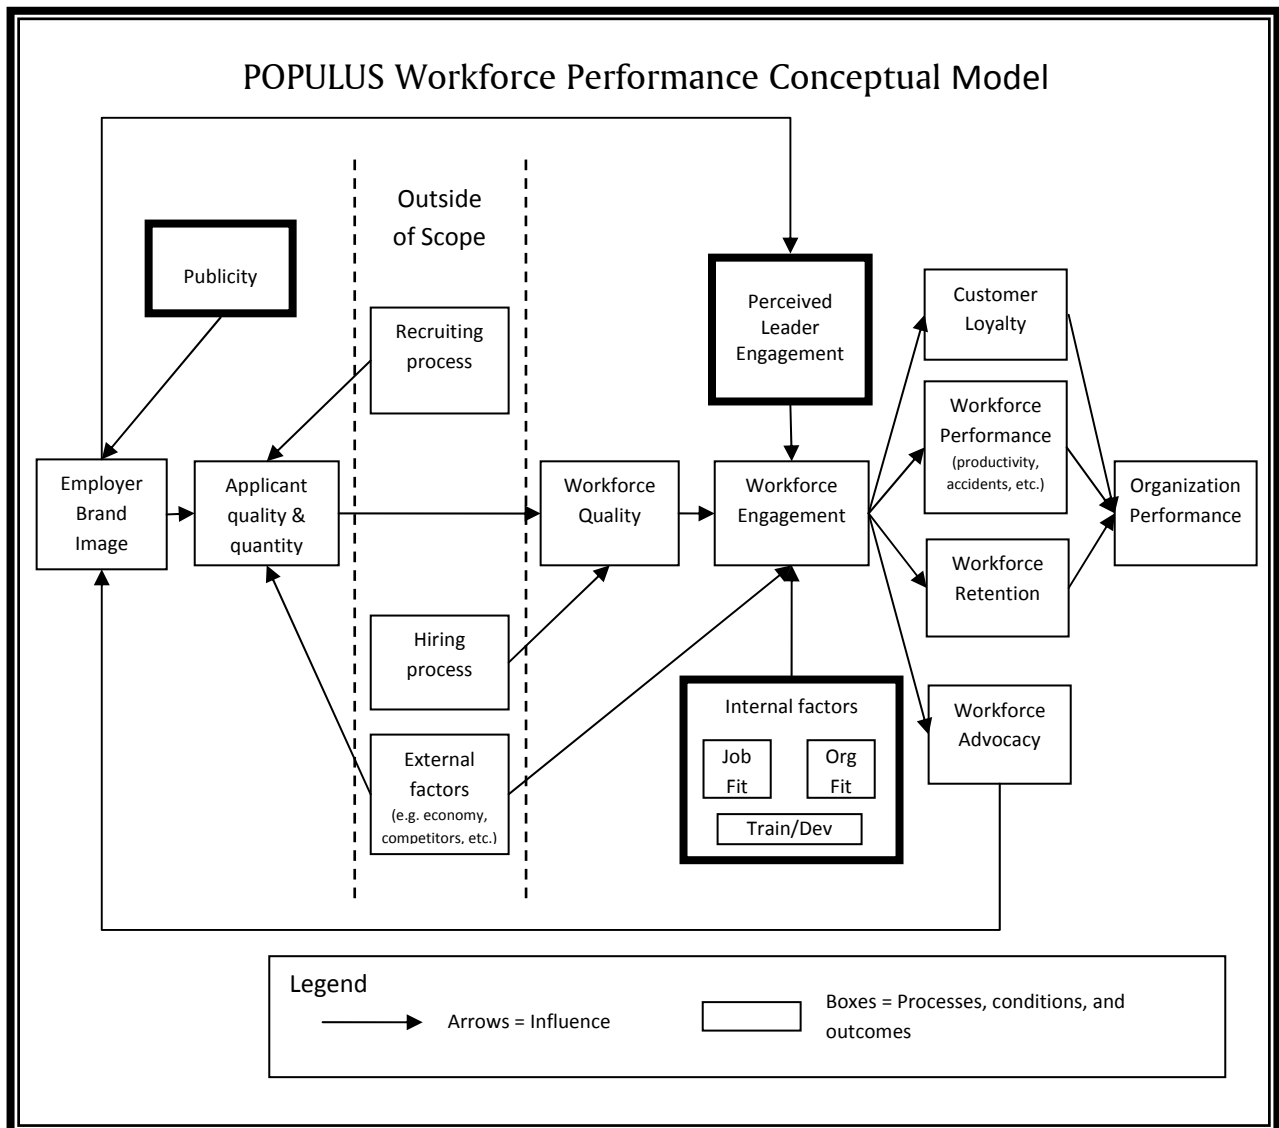 POPULUS Workforce Performance Conceptual Model
Outside
of Scope
Publicity
Recruiting
process
Perceived
Leader
Engagement
Customer
Loyalty
Workforce
Performance
(productivity,
accidents, etc.)
Employer
Brand
Image
Applicant
quality &
quantity
Workforce
Quality
Workforce
Engagement
Organization
Performance
Workforce
Retention
Hiring
process
External
factors
(e.g. economy,
competitors, etc.)
Internal factors
Job
Fit
Org
Fit
Train/Dev
Workforce
Advocacy
Legend
Arrows = Influence
Boxes = Processes, conditions, and
outcomes